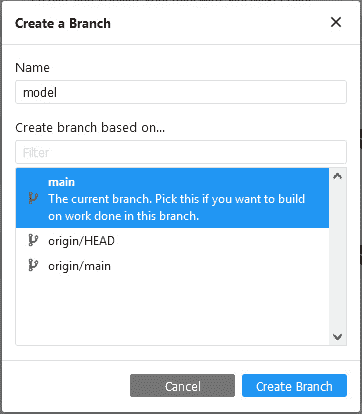 Create a Branch
Name
model
Create branch based on...
Filter
main
The current branch. Pick this if you want to build
on work done in this branch.
origin/HEAD
origin/main
Cancel
Create Branch